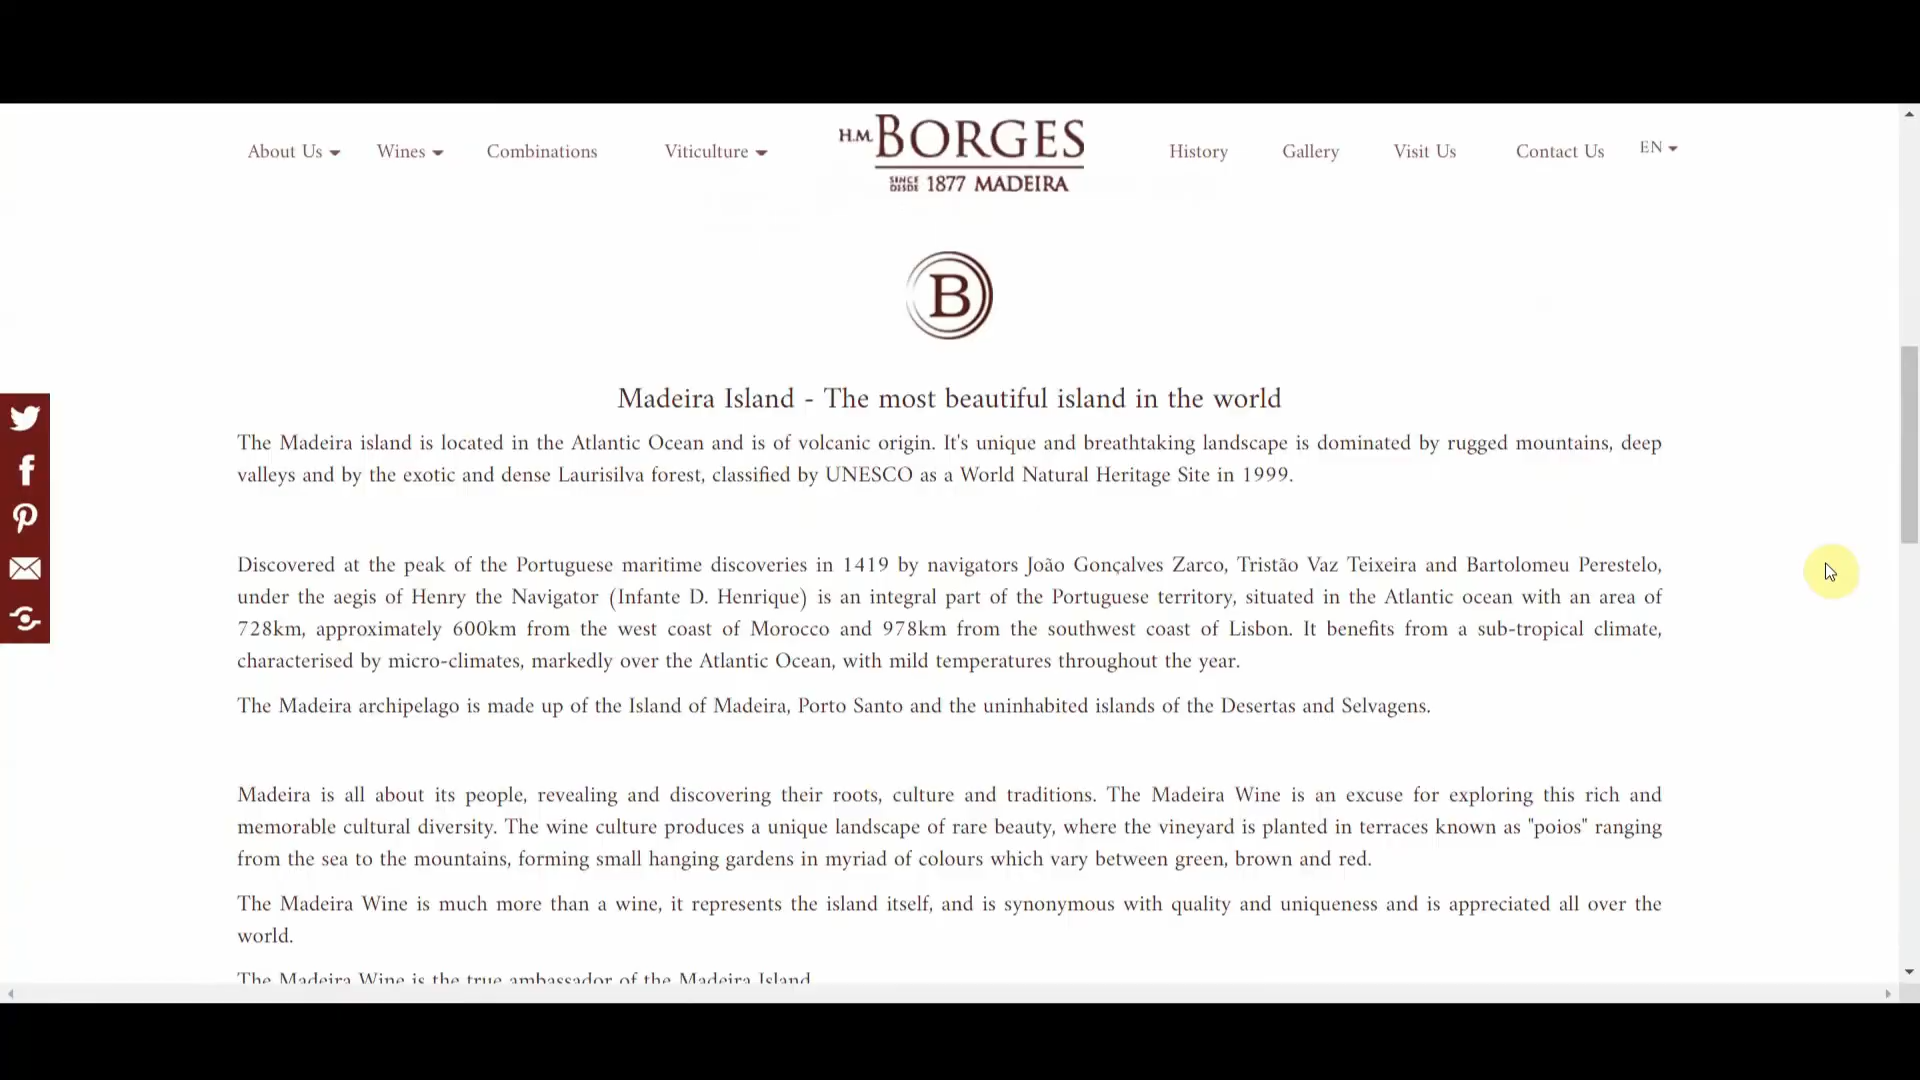 About Us
Wines
Combinations
Viticulture
H.M. BORGES
SINCE DESDE 1877 MADEIRA
History
Gallery
Visit Us
Contact Us
EN
B
Madeira Island - The most beautiful island in the world
The Madeira island is located in the Atlantic Ocean and is of volcanic origin. It's unique and breathtaking landscape is dominated by rugged mountains, deep
valleys and by the exotic and dense Laurisilva forest, classified by UNESCO as a World Natural Heritage Site in 1999.
Discovered at the peak of the Portuguese maritime discoveries in 1419 by navigators João Gonçalves Zarco, Tristão Vaz Teixeira and Bartolomeu Perestelo,
under the aegis of Henry the Navigator (Infante D. Henrique) is an integral part of the Portuguese territory, situated in the Atlantic ocean with an area of
728km, approximately 600km from the west coast of Morocco and 978km from the southwest coast of Lisbon. It benefits from a sub-tropical climate,
characterised by micro-climates, markedly over the Atlantic Ocean, with mild temperatures throughout the year.
The Madeira archipelago is made up of the Island of Madeira, Porto Santo and the uninhabited islands of the Desertas and Selvagens.
Madeira is all about its people, revealing and discovering their roots, culture and traditions. The Madeira Wine is an excuse for exploring this rich and
memorable cultural diversity. The wine culture produces a unique landscape of rare beauty, where the vineyard is planted in terraces known as "poios" ranging
from the sea to the mountains, forming small hanging gardens in myriad of colours which vary between green, brown and red.
The Madeira Wine is much more than a wine, it represents the island itself, and is synonymous with quality and uniqueness and is appreciated all over the
world.
The Madeira Wine is the true ambassador of the Madeira Island